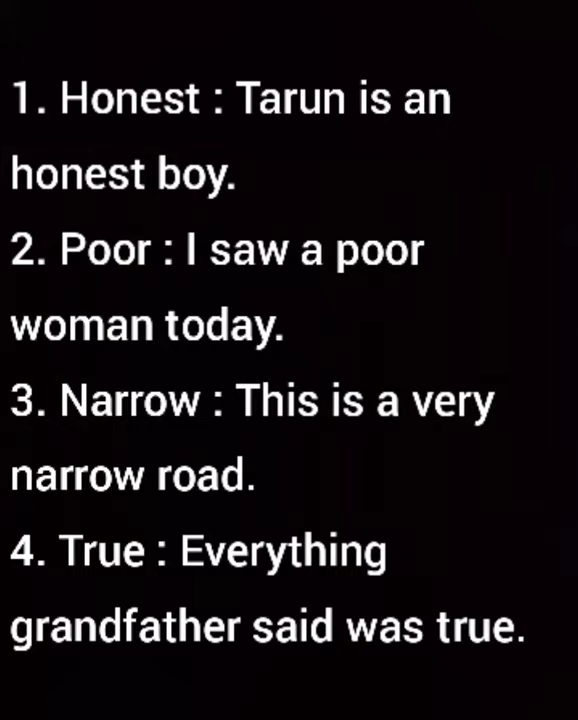 1. Honest : Tarun is an
honest boy.
2. Poor : I saw a poor
woman today.
3. Narrow : This is a very
narrow road.
4. True : Everything
grandfather said was true.